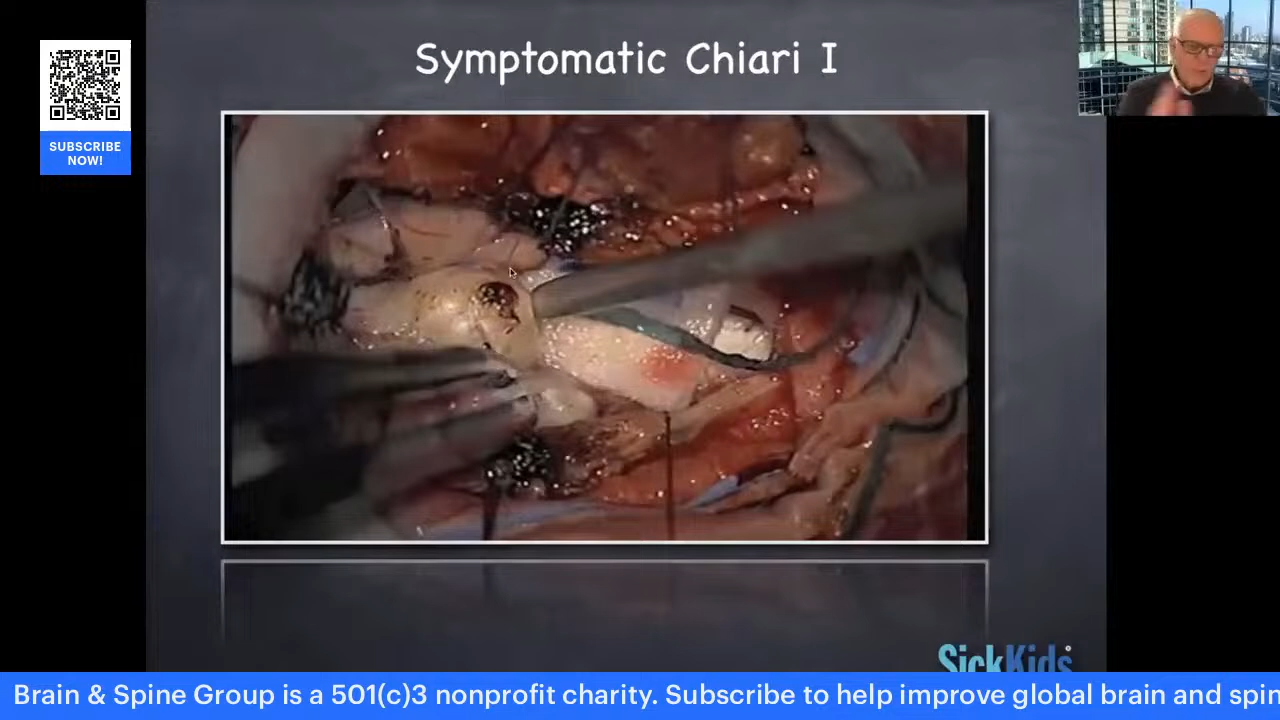 Symptomatic Chiari I
SUBSCRIBE
NOW!
SickKids
Brain & Spine Group is a 501(c)3 nonprofit charity. Subscribe to help improve global brain and spin